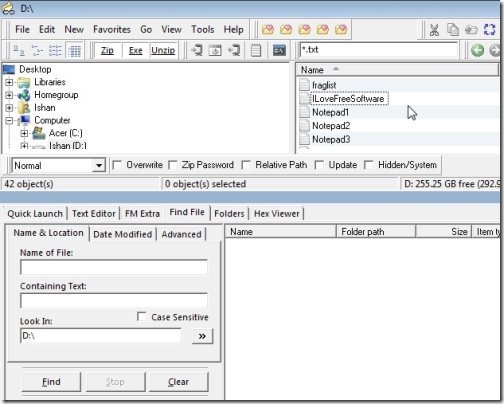 D:\
File Edit New Favorites Go View Tools Help
Zip Exe Unzip *.txt
Desktop
Libraries
Homegroup
Ishan
Computer
Acer (C:)
Ishan (D:)
Name
fraglist
ILoveFreeSoftware
Notepad1
Notepad2
Notepad3
Normal Overwrite Zip Password Relative Path Update Hidden/System
42 object(s) 0 object(s) selected D: 255.25 GB free (292.9
Quick Launch Text Editor FM Extra Find File Folders Hex Viewer
Name & Location Date Modified Advanced
Name of File:
Containing Text:
Look In: Case Sensitive
D:\ »
Find Stop Clear
Name Folder path Size Item ty